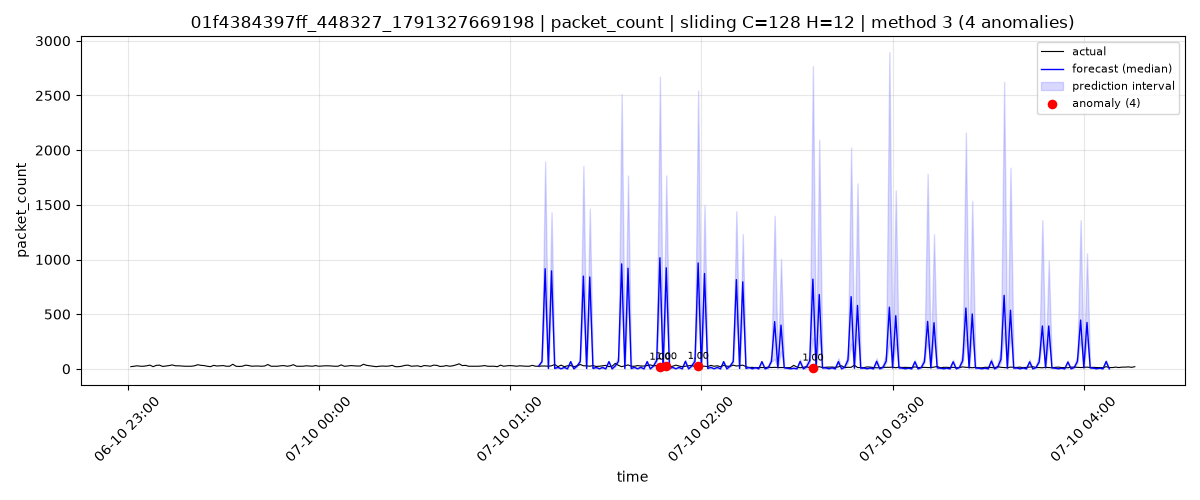 01f4384397ff_448327_1791327669198 | packet_count | sliding C=128 H=12 | method 3 (4 anomalies)
3000
2500
2000
1500
1000
500
0
packet_count
actual
forecast (median)
prediction interval
anomaly (4)
1.00
1.00
1.00
06-10 23:00
07-10 00:00
07-10 01:00
07-10 02:00
07-10 03:00
07-10 04:00
time